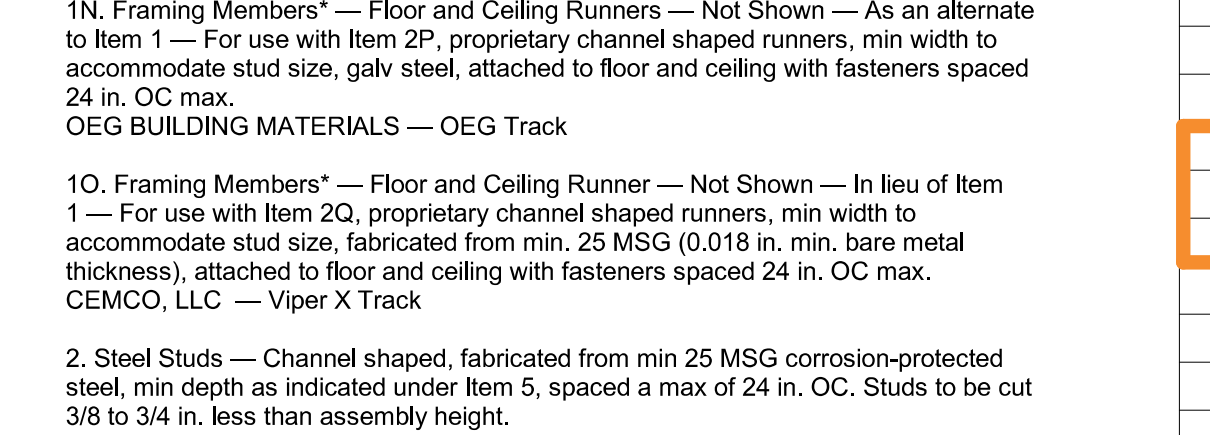 1N. Framing Members* — Floor and Ceiling Runners — Not Shown — As an alternate
to Item 1 — For use with Item 2P, proprietary channel shaped runners, min width to
accommodate stud size, galv steel, attached to floor and ceiling with fasteners spaced
24 in. OC max.
OEG BUILDING MATERIALS — OEG Track
1O. Framing Members* — Floor and Ceiling Runner — Not Shown — In lieu of Item
1 — For use with Item 2Q, proprietary channel shaped runners, min width to
accommodate stud size, fabricated from min. 25 MSG (0.018 in. min. bare metal
thickness), attached to floor and ceiling with fasteners spaced 24 in. OC max.
CEMCO, LLC — Viper X Track
2. Steel Studs — Channel shaped, fabricated from min 25 MSG corrosion-protected
steel, min depth as indicated under Item 5, spaced a max of 24 in. OC. Studs to be cut
3/8 to 3/4 in. less than assembly height.